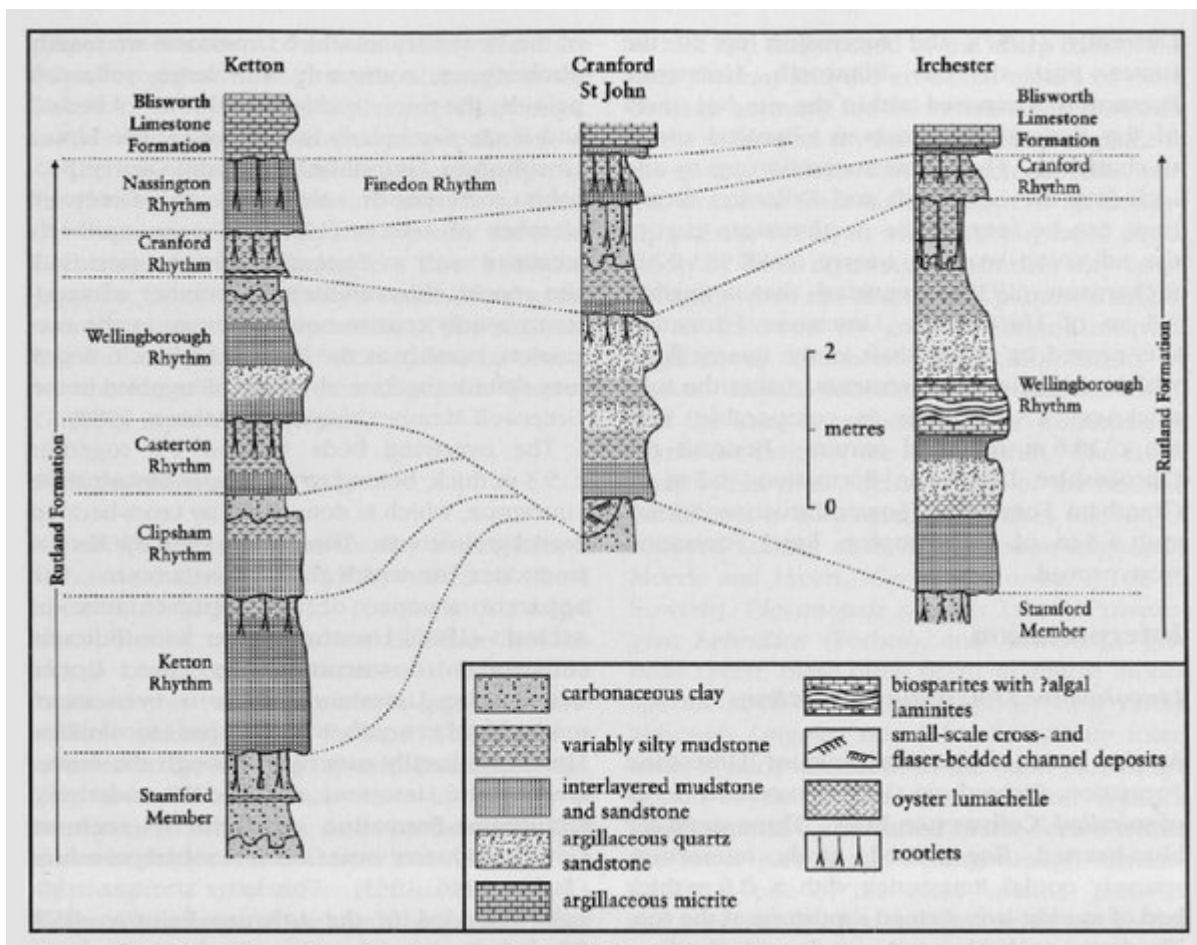 Ketton
Cranford
St John
Irchester
Blisworth
Limestone
Formation
Nassington
Rhythm
Cranford
Rhythm
Wellingborough
Rhythm
Casterton
Rhythm
Clipsham
Rhythm
Ketton
Rhythm
Stamford
Member
Rutland Formation
Finedon Rhythm
2
metres
0
Blisworth
Limestone
Formation
Cranford
Rhythm
Wellingborough
Rhythm
Stamford
Member
Rutland Formation
carbonaceous clay
variably silty mudstone
interlayered mudstone
and sandstone
argillaceous quartz
sandstone
argillaceous micrite
biosparites with ?algal
laminites
small-scale cross- and
flaser-bedded channel deposits
oyster lumachelle
rootlets